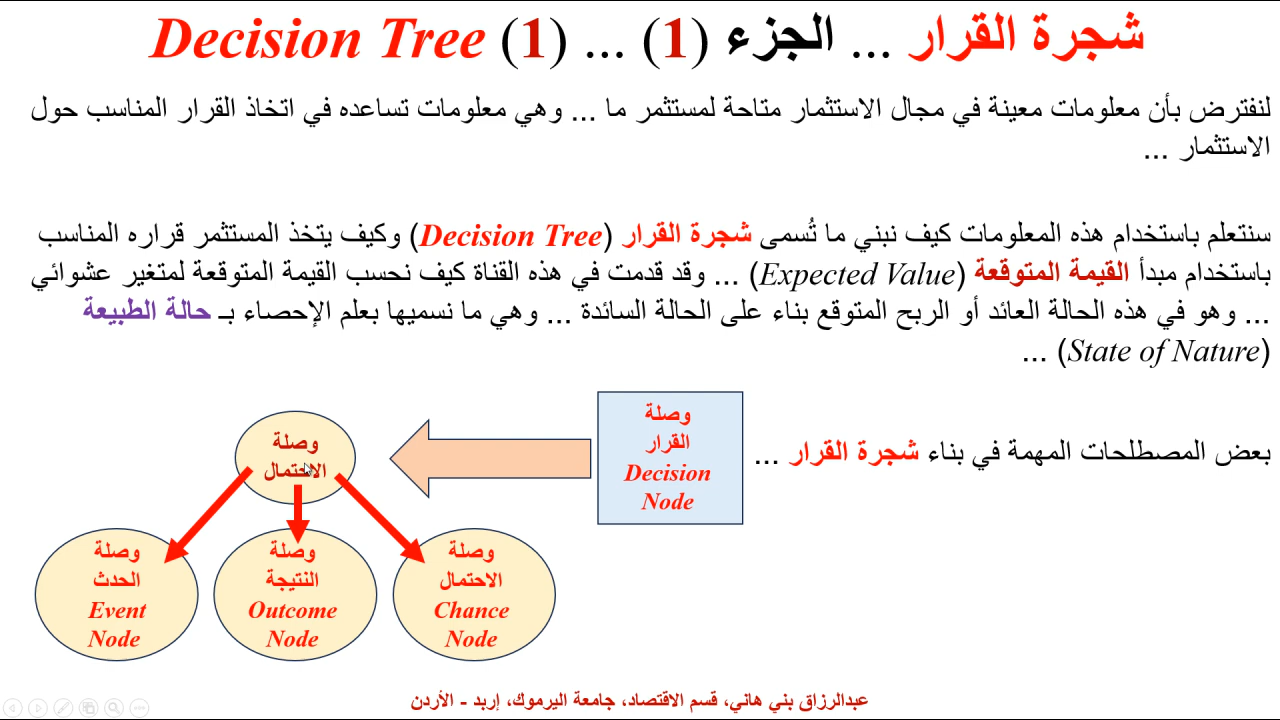 شجرة القرار ... الجزء (1) ... Decision Tree (1)
لنفترض بأن معلومات معينة في مجال الاستثمار متاحة لمستثمر ما ... وهي معلومات تساعده في اتخاذ القرار المناسب حول
الاستثمار ...
سنتعلم باستخدام هذه المعلومات كيف نبني ما تُسمى شجرة القرار (Decision Tree) وكيف يتخذ المستثمر قراره المناسب
باستخدام مبدأ القيمة المتوقعة (Expected Value) ... وقد قدمت في هذه القناة كيف نحسب القيمة المتوقعة لمتغير عشوائي
... وهو في هذه الحالة العائد أو الربح المتوقع بناء على الحالة السائدة ... وهي ما نسميها بعلم الإحصاء بـ حالة الطبيعة
(State of Nature) ...
بعض المصطلحات المهمة في بناء شجرة القرار ...
وصلة
القرار
Decision
Node
وصلة
الاحتمال
وصلة
الاحتمال
Chance
Node
وصلة
النتيجة
Outcome
Node
وصلة
الحدث
Event
Node
عبدالرزاق بني هاني، قسم الاقتصاد، جامعة اليرموك، إربد - الأردن